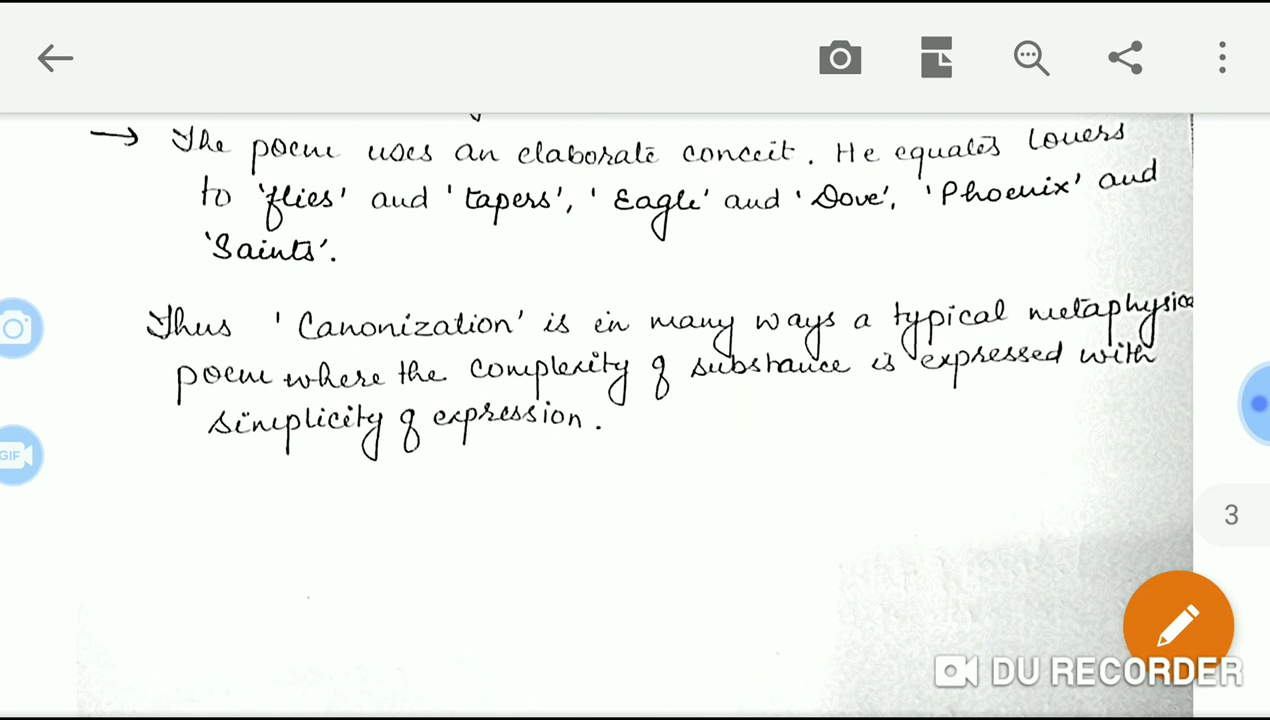 → The poem uses an elaborate conceit. He equates lovers
to 'flies' and 'tapers', 'Eagle' and 'Dove', 'Phoenix' and
'Saints'.
Thus 'Canonization' is in many ways a typical metaphysica
poem where the complexity of substance is expressed with
simplicity of expression.
GIF
3
DU RECORDER